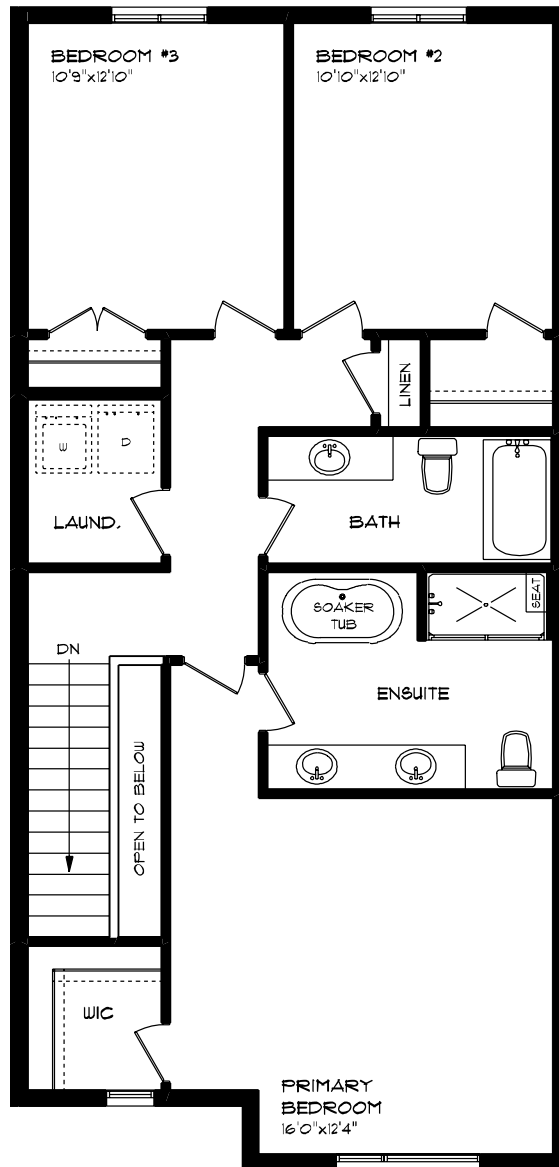 BEDROOM #3
10'9"x12'10"
BEDROOM #2
10'10"x12'10"
LINEN
W
D
LAUND.
BATH
SOAKER
TUB
SEAT
DN
ENSUITE
OPEN TO BELOW
WIC
PRIMARY
BEDROOM
16'0"x12'4"